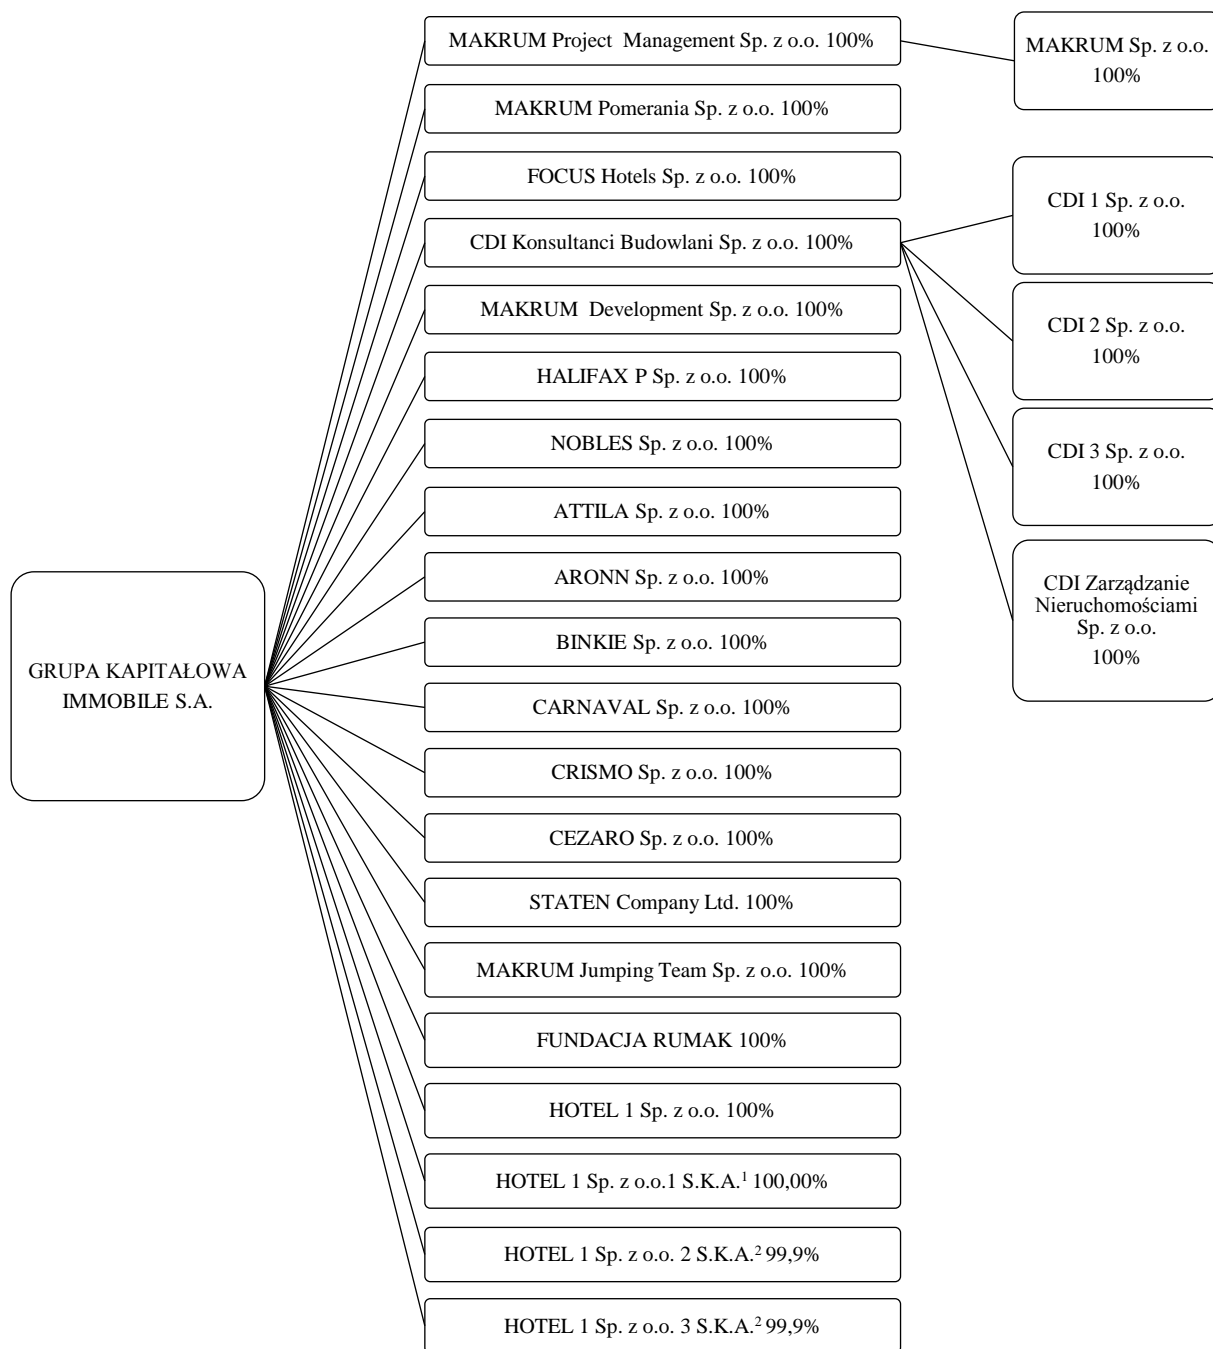 GRUPA KAPITAŁOWA
IMMOBILE S.A.
MAKRUM Project Management Sp. z o.o. 100%
MAKRUM Pomerania Sp. z o.o. 100%
FOCUS Hotels Sp. z o.o. 100%
CDI Konsultanci Budowlani Sp. z o.o. 100%
MAKRUM Development Sp. z o.o. 100%
HALIFAX P Sp. z o.o. 100%
NOBLES Sp. z o.o. 100%
ATTILA Sp. z o.o. 100%
ARONN Sp. z o.o. 100%
BINKIE Sp. z o.o. 100%
CARNAVAL Sp. z o.o. 100%
CRISMO Sp. z o.o. 100%
CEZARO Sp. z o.o. 100%
STATEN Company Ltd. 100%
MAKRUM Jumping Team Sp. z o.o. 100%
FUNDACJA RUMAK 100%
HOTEL 1 Sp. z o.o. 100%
HOTEL 1 Sp. z o.o.1 S.K.A.¹ 100,00%
HOTEL 1 Sp. z o.o. 2 S.K.A.² 99,9%
HOTEL 1 Sp. z o.o. 3 S.K.A.² 99,9%
MAKRUM Sp. z o.o.
100%
CDI 1 Sp. z o.o.
100%
CDI 2 Sp. z o.o.
100%
CDI 3 Sp. z o.o.
100%
CDI Zarządzanie
Nieruchomościami
Sp. z o.o.
100%